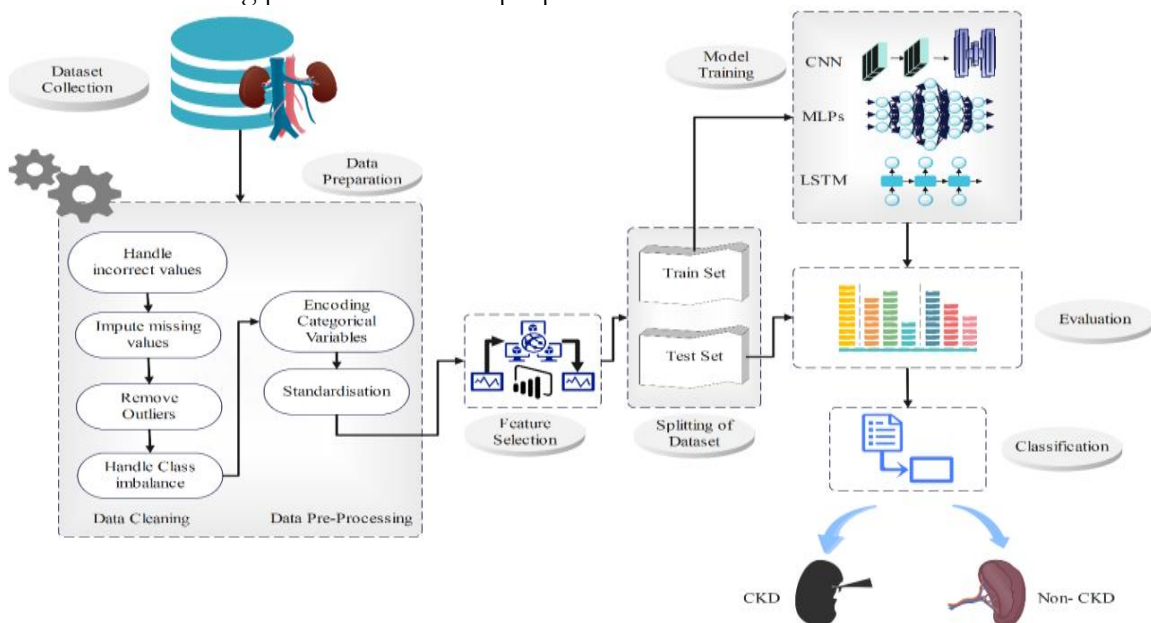 Dataset
Collection
Data
Preparation
Handle
incorrect values
Impute missing
values
Remove
Outliers
Handle Class
imbalance
Data Cleaning
Encoding
Categorical
Variables
Standardisation
Data Pre-Processing
Feature
Selection
Train Set
Test Set
Splitting of
Dataset
Model
Training
CNN
MLPs
LSTM
Evaluation
Classification
CKD
Non- CKD